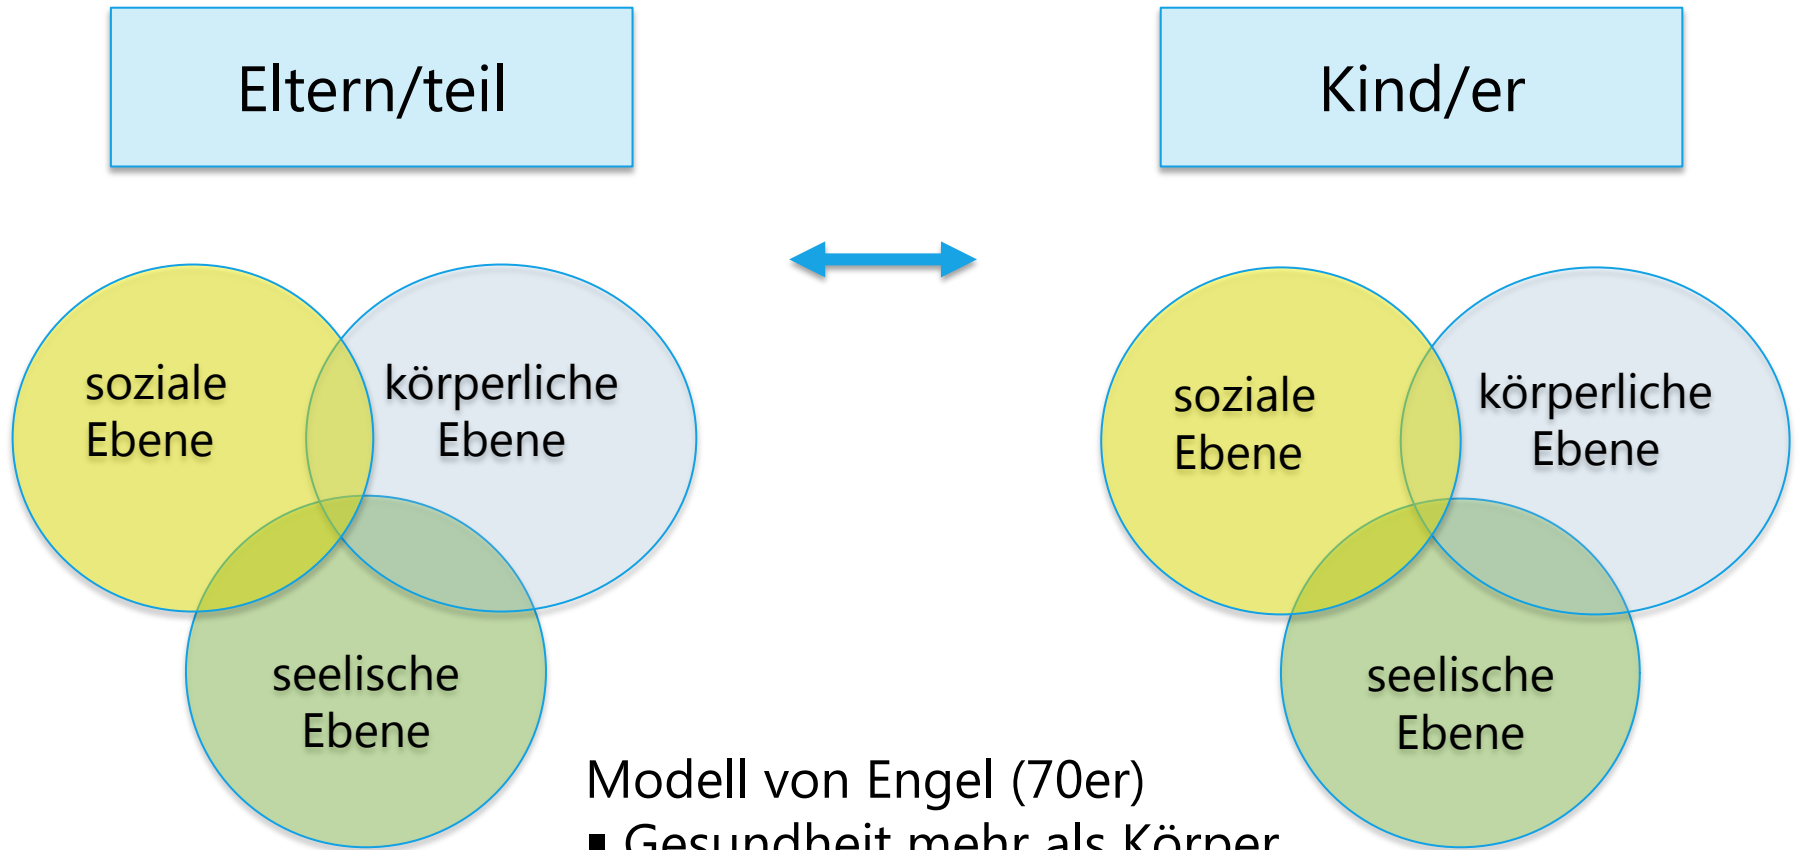 Eltern/teil
Kind/er
soziale
Ebene
körperliche
Ebene
seelische
Ebene
soziale
Ebene
körperliche
Ebene
seelische
Ebene
Modell von Engel (70er)
▪ Gesundheit mehr als Körper